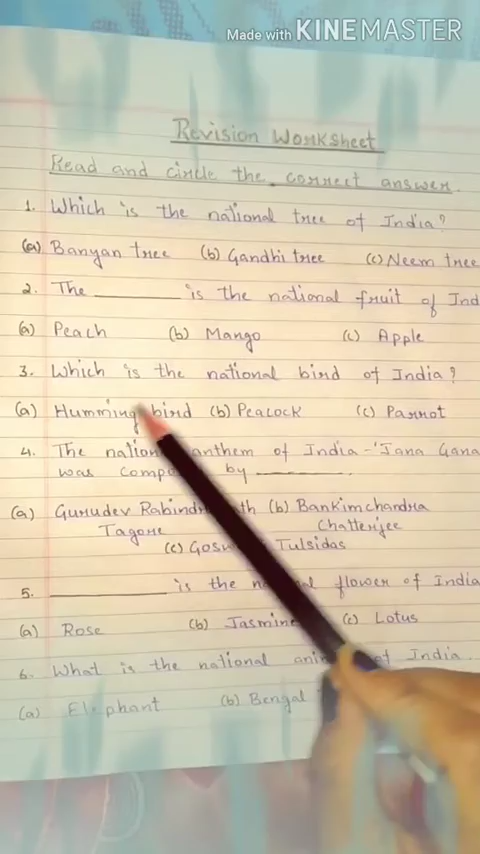 Made with KINEMASTER
Revision Worksheet
Read and circle the correct answer.
1. Which is the national tree of India?
(a) Banyan tree (b) Gandhi tree (c) Neem tree
2. The ________ is the national fruit of Ind
(a) Peach (b) Mango (c) Apple
3. Which is the national bird of India?
(a) Humming bird (b) Peacock (c) Parrot
4. The anthem of India - 'Jana Gana
was by ________.
(a) Gurudev (b) Bankimchandra
Tagore Chatterjee
(c) Tulsidas
5. ________ is the flower of India
(a) Rose (b) Jasmine (c) Lotus
6. What is the national of India.
(a) Elephant (b) Bengal